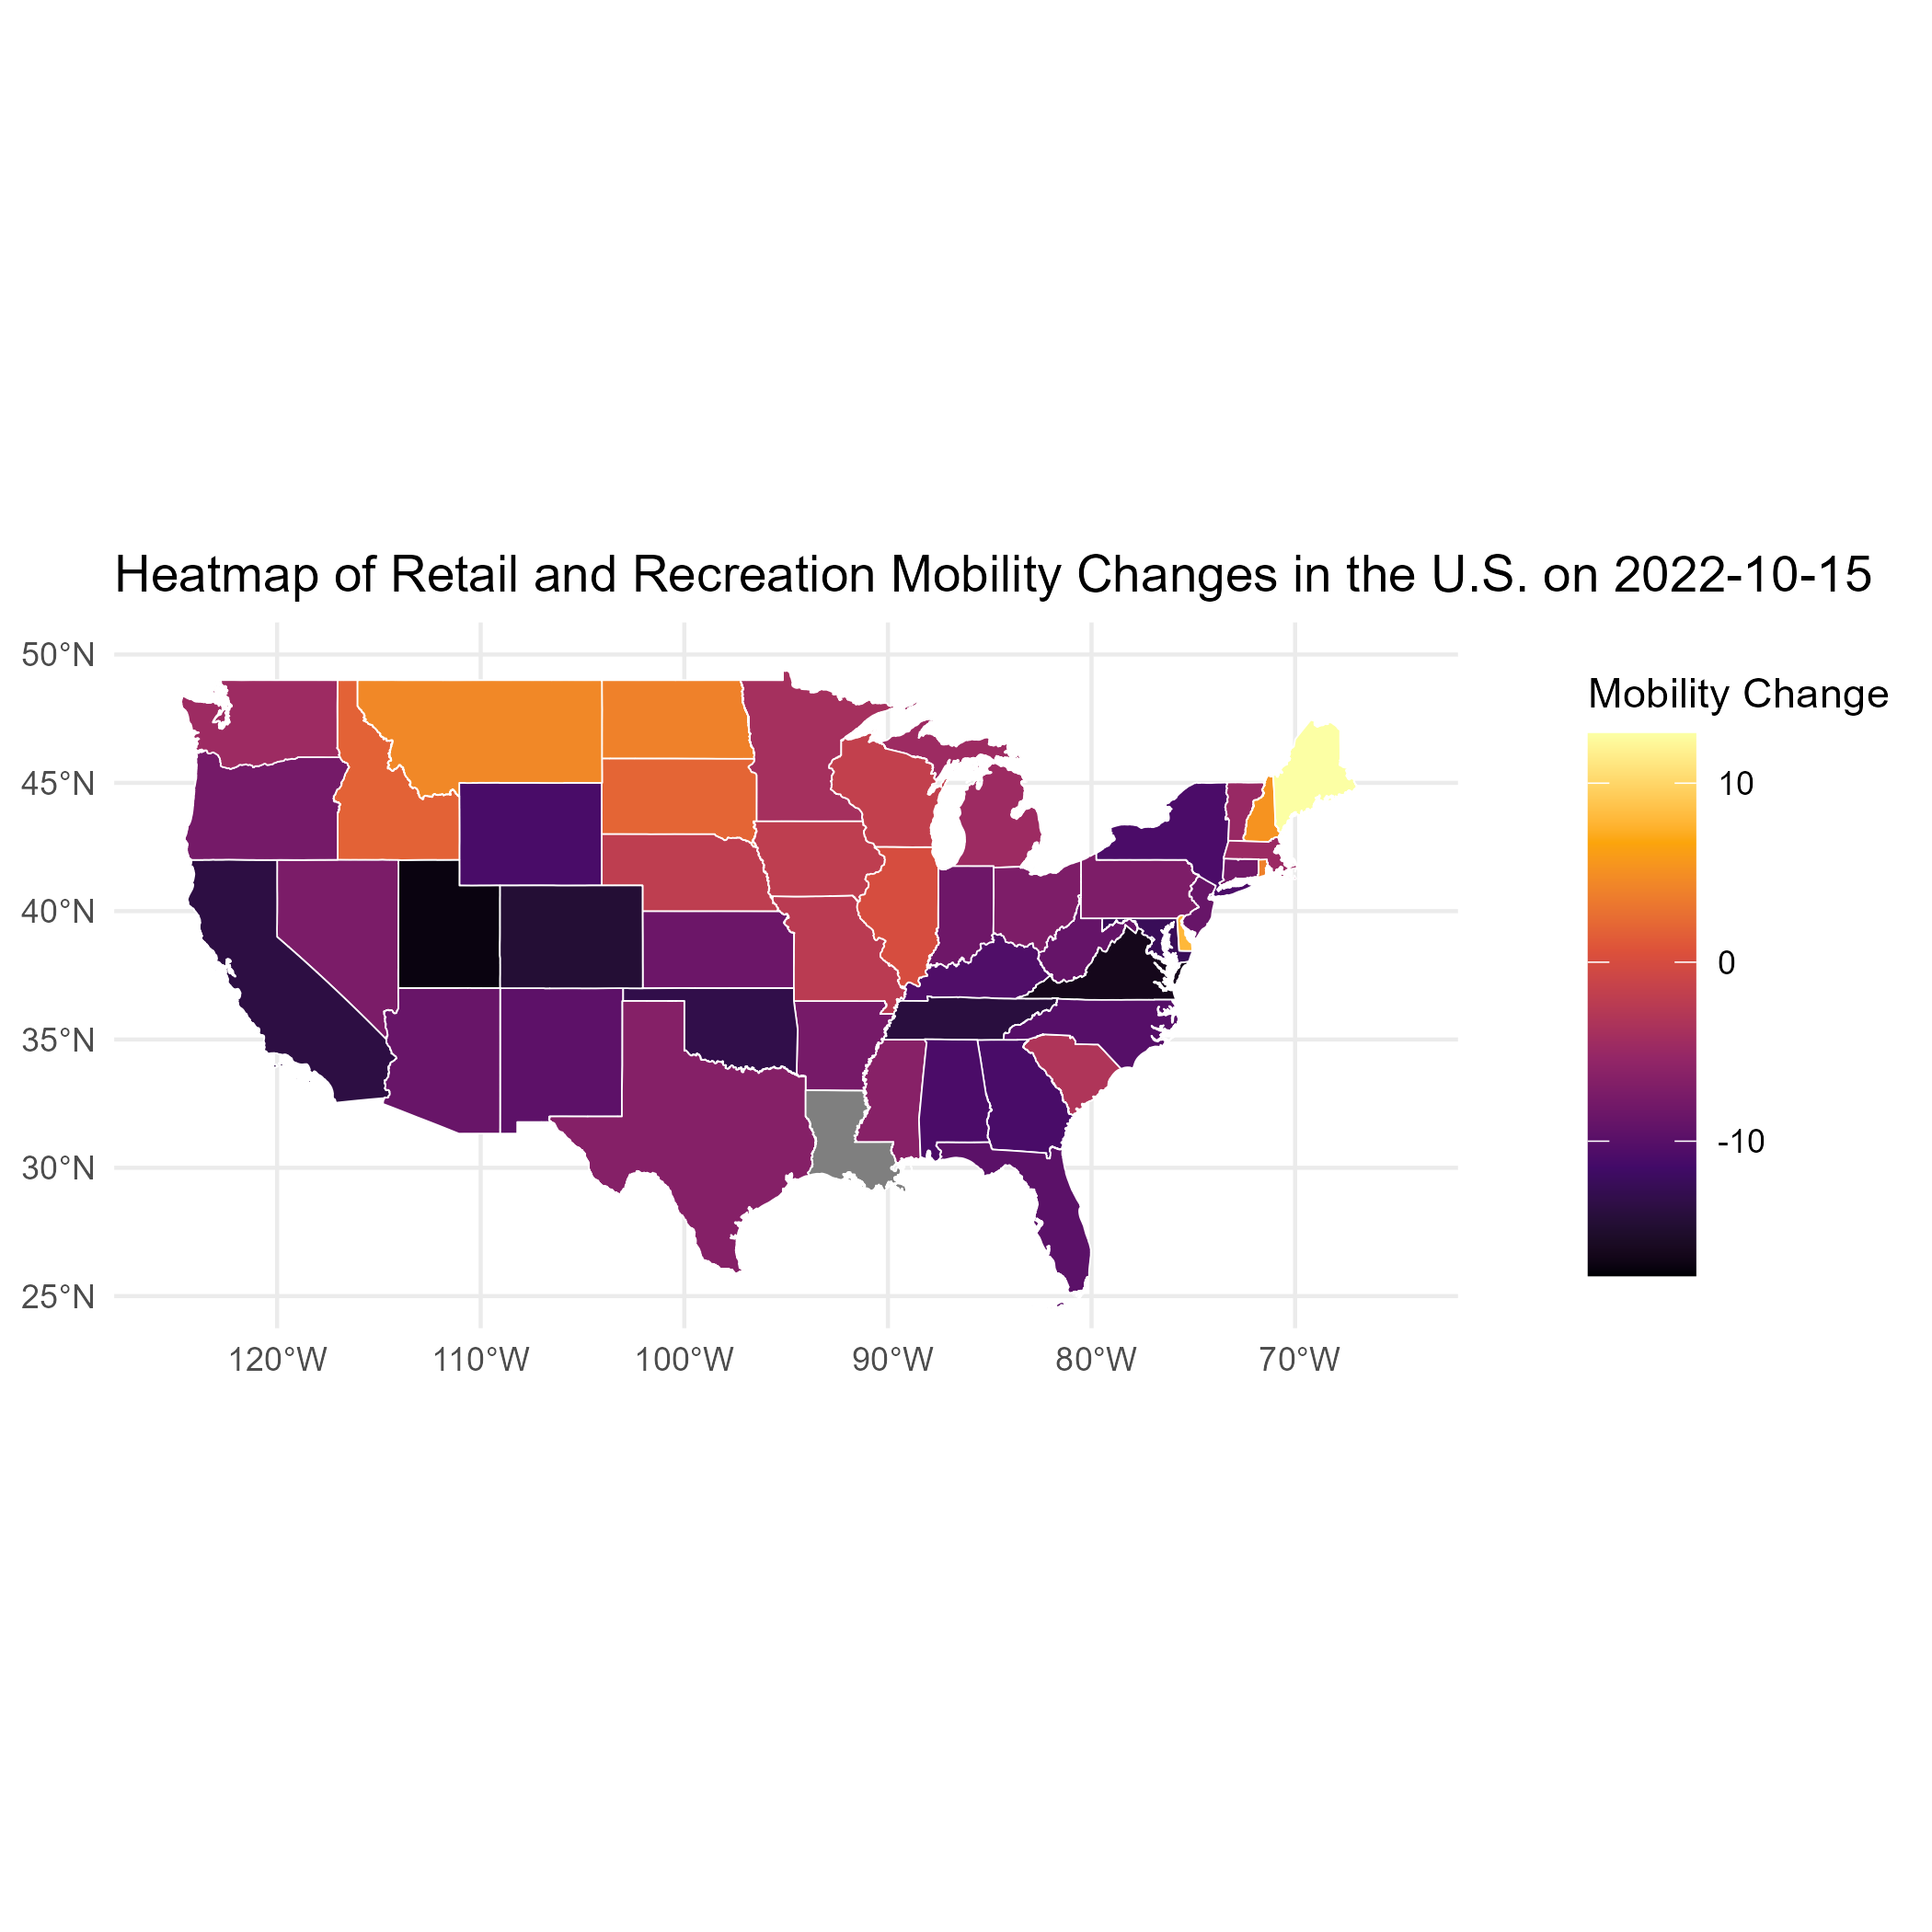 Heatmap of Retail and Recreation Mobility Changes in the U.S. on 2022-10-15
50°N
45°N
40°N
35°N
30°N
25°N
120°W
110°W
100°W
90°W
80°W
70°W
Mobility Change
10
0
-10